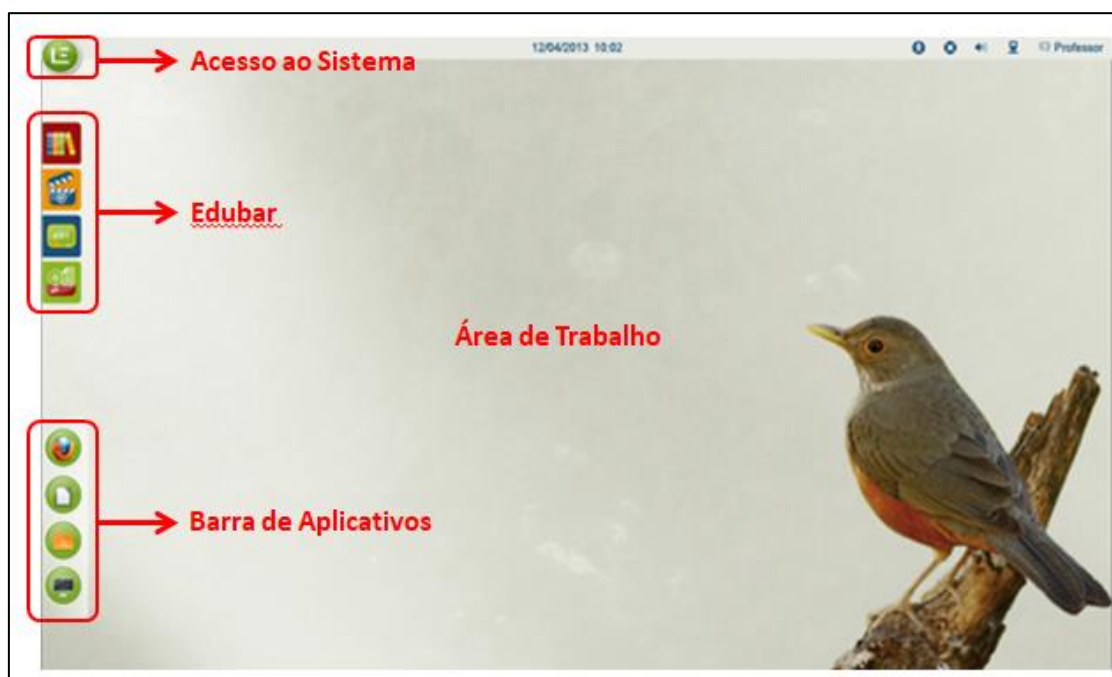 12/04/2013 10:02
Professor
Acesso ao Sistema
Edubar
Área de Trabalho
Barra de Aplicativos